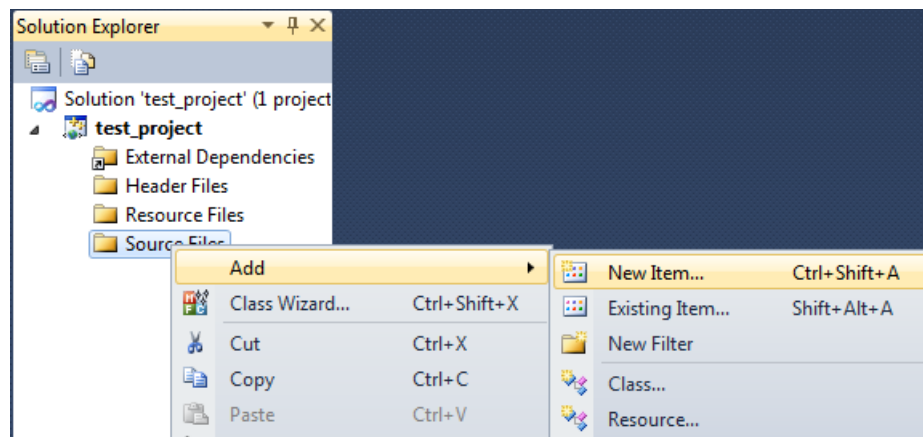 Solution Explorer
Solution 'test_project' (1 project
test_project
External Dependencies
Header Files
Resource Files
Source Files
Add
Class Wizard... Ctrl+Shift+X
Cut Ctrl+X
Copy Ctrl+C
Paste Ctrl+V
New Item... Ctrl+Shift+A
Existing Item... Shift+Alt+A
New Filter
Class...
Resource...